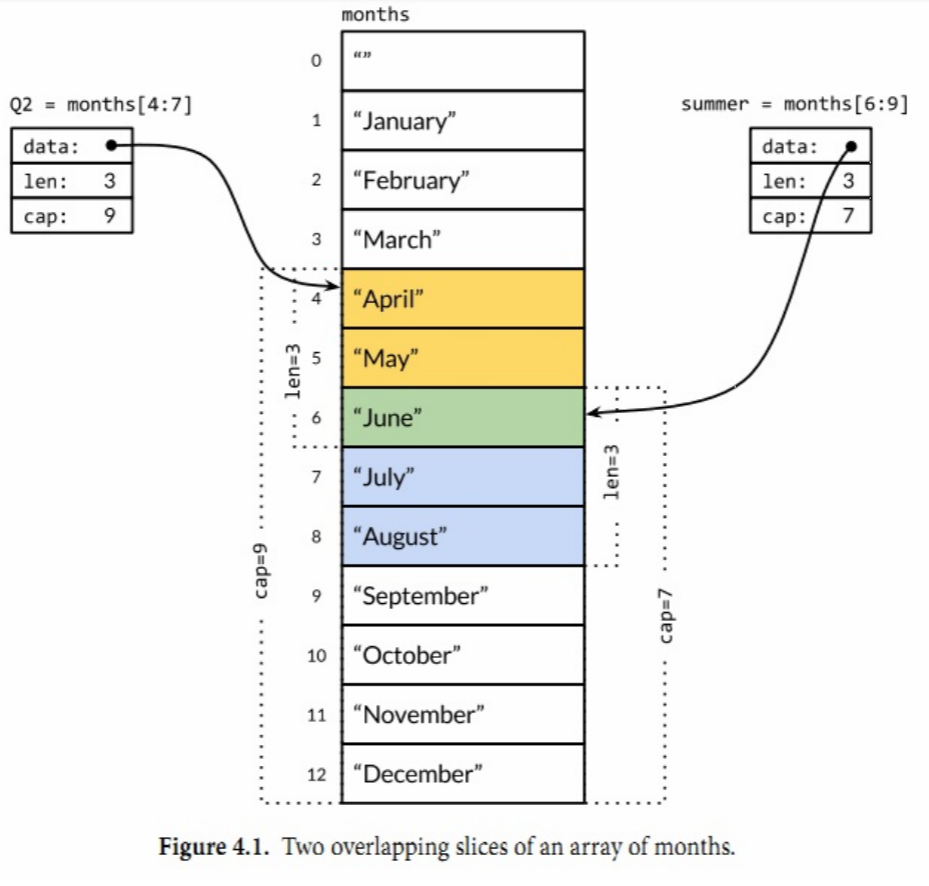 months
Q2 = months[4:7]
data:
len: 3
cap: 9
summer = months[6:9]
data:
len: 3
cap: 7
0 “”
1 “January”
2 “February”
3 “March”
4 “April”
5 “May”
6 “June”
7 “July”
8 “August”
9 “September”
10 “October”
11 “November”
12 “December”
len=3
cap=9
len=3
cap=7
Figure 4.1. Two overlapping slices of an array of months.